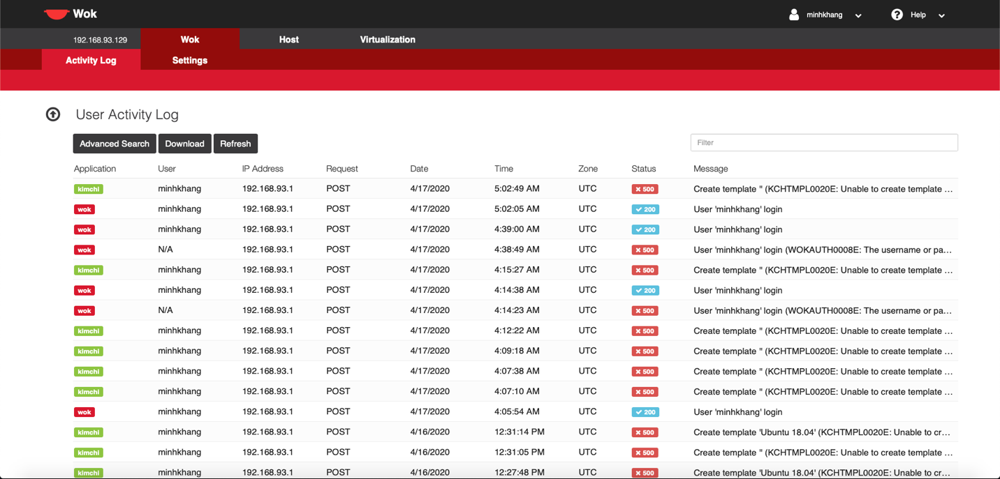 Wok minhkhang Help
192.168.93.129 Wok Host Virtualization
Activity Log Settings
User Activity Log
Advanced Search Download Refresh Filter
Application User IP Address Request Date Time Zone Status Message
kimchi minhkhang 192.168.93.1 POST 4/17/2020 5:02:49 AM UTC 500 Create template '' (KCHTMPL0020E: Unable to create template ...
wok minhkhang 192.168.93.1 POST 4/17/2020 5:02:05 AM UTC 200 User 'minhkhang' login
wok minhkhang 192.168.93.1 POST 4/17/2020 4:39:00 AM UTC 200 User 'minhkhang' login
wok N/A 192.168.93.1 POST 4/17/2020 4:38:49 AM UTC 500 User 'minhkhang' login (WOKAUTH0008E: The username or pa...
kimchi minhkhang 192.168.93.1 POST 4/17/2020 4:15:27 AM UTC 500 Create template '' (KCHTMPL0020E: Unable to create template ...
wok minhkhang 192.168.93.1 POST 4/17/2020 4:14:38 AM UTC 200 User 'minhkhang' login
wok N/A 192.168.93.1 POST 4/17/2020 4:14:23 AM UTC 500 User 'minhkhang' login (WOKAUTH0008E: The username or pa...
kimchi minhkhang 192.168.93.1 POST 4/17/2020 4:12:22 AM UTC 500 Create template '' (KCHTMPL0020E: Unable to create template ...
kimchi minhkhang 192.168.93.1 POST 4/17/2020 4:09:18 AM UTC 500 Create template '' (KCHTMPL0020E: Unable to create template ...
kimchi minhkhang 192.168.93.1 POST 4/17/2020 4:07:38 AM UTC 500 Create template '' (KCHTMPL0020E: Unable to create template ...
kimchi minhkhang 192.168.93.1 POST 4/17/2020 4:07:10 AM UTC 500 Create template '' (KCHTMPL0020E: Unable to create template ...
wok minhkhang 192.168.93.1 POST 4/17/2020 4:05:54 AM UTC 200 User 'minhkhang' login
kimchi minhkhang 192.168.93.1 POST 4/16/2020 12:31:14 PM UTC 500 Create template 'Ubuntu 18.04' (KCHTMPL0020E: Unable to cr...
kimchi minhkhang 192.168.93.1 POST 4/16/2020 12:31:05 PM UTC 500 Create template '' (KCHTMPL0020E: Unable to create template ...
kimchi minhkhang 192.168.93.1 POST 4/16/2020 12:27:48 PM UTC 500 Create template 'Ubuntu 18.04' (KCHTMPL0020E: Unable to cr...